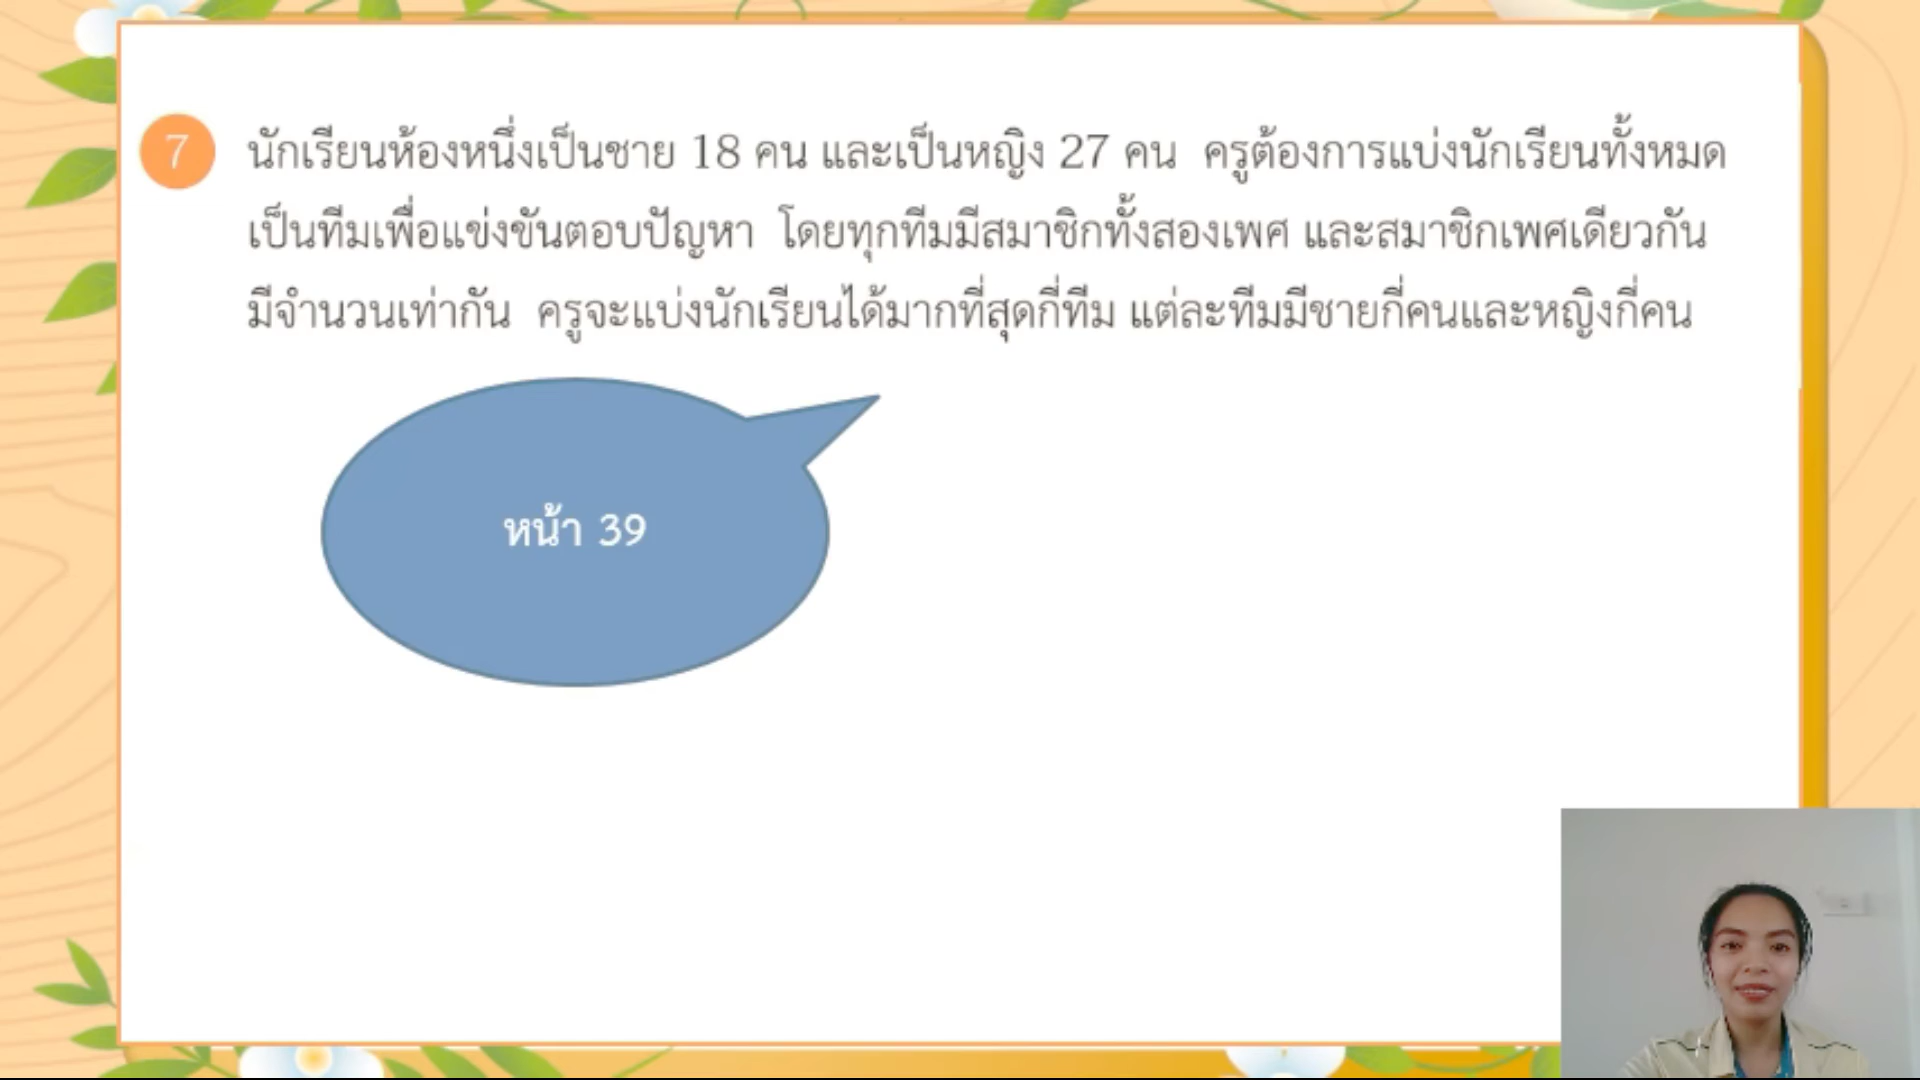 7 นักเรียนห้องหนึ่งเป็นชาย 18 คน และเป็นหญิง 27 คน ครูต้องการแบ่งนักเรียนทั้งหมด
เป็นทีมเพื่อแข่งขันตอบปัญหา โดยทุกทีมมีสมาชิกทั้งสองเพศ และสมาชิกเพศเดียวกัน
มีจำนวนเท่ากัน ครูจะแบ่งนักเรียนได้มากที่สุดกี่ทีม แต่ละทีมมีชายกี่คนและหญิงกี่คน
หน้า 39